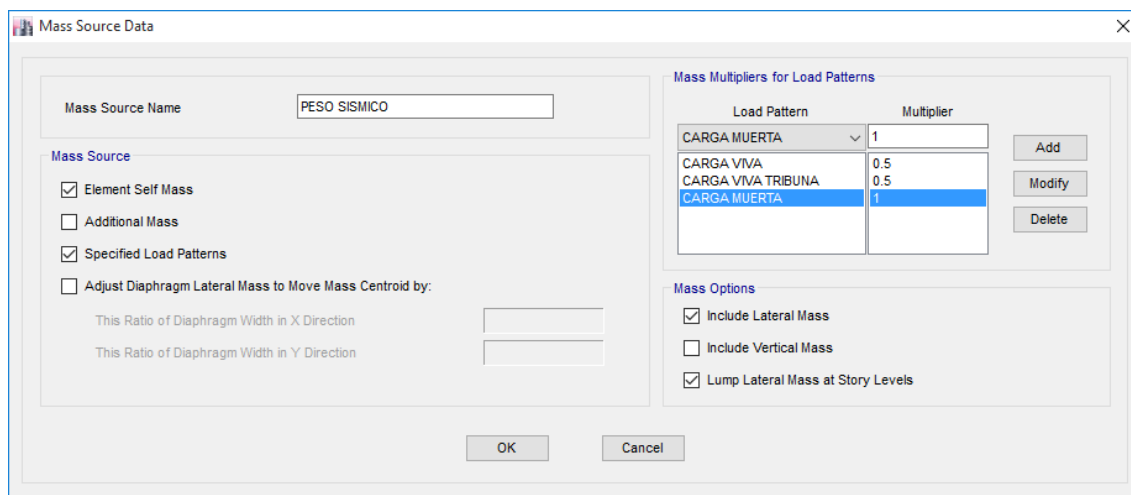 Mass Source Data
Mass Source Name
PESO SISMICO
Mass Source
Element Self Mass
Additional Mass
Specified Load Patterns
Adjust Diaphragm Lateral Mass to Move Mass Centroid by:
This Ratio of Diaphragm Width in X Direction
This Ratio of Diaphragm Width in Y Direction
Mass Multipliers for Load Patterns
Load Pattern Multiplier
CARGA MUERTA 1
CARGA VIVA 0.5
CARGA VIVA TRIBUNA 0.5
CARGA MUERTA 1
Add
Modify
Delete
Mass Options
Include Lateral Mass
Include Vertical Mass
Lump Lateral Mass at Story Levels
OK Cancel